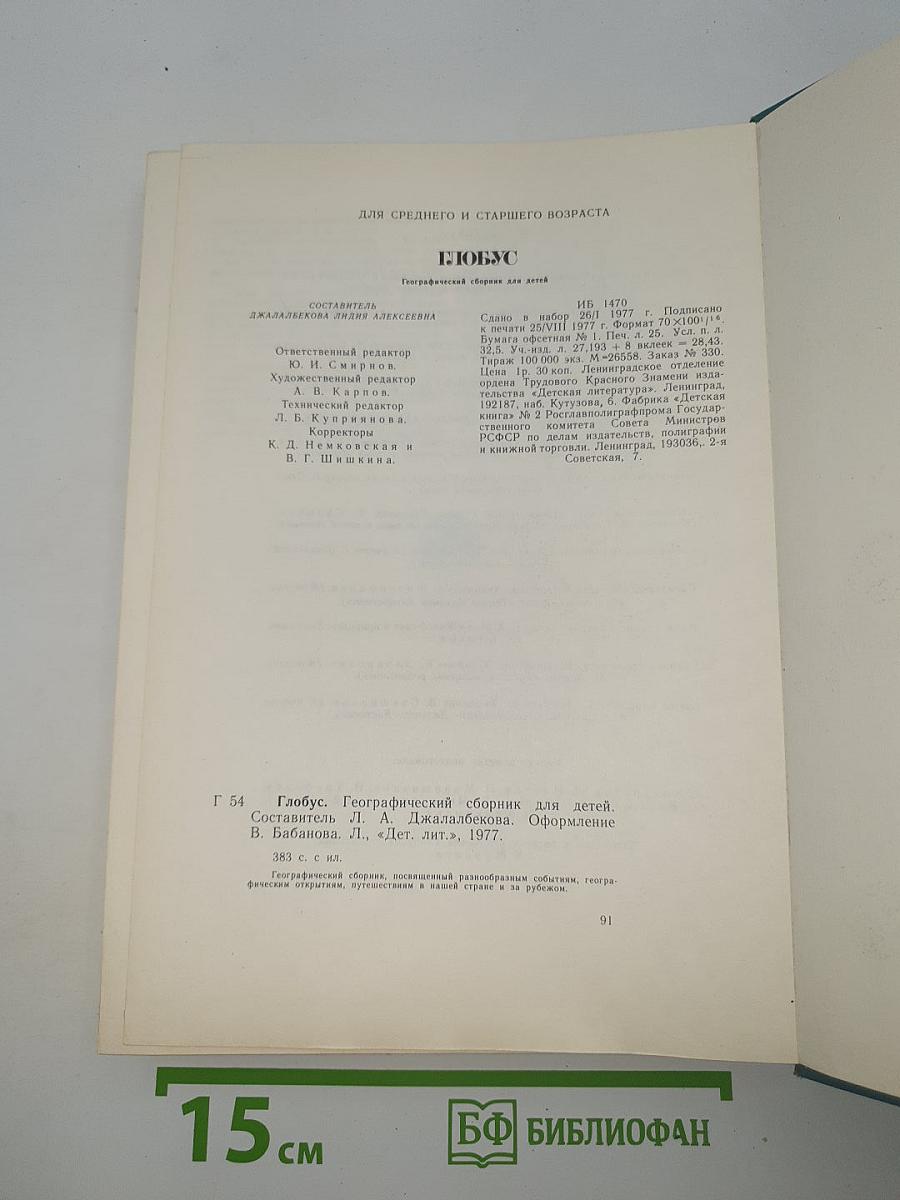 ДЛЯ СРЕДНЕГО И СТАРШЕГО ВОЗРАСТА
ГЛОБУС
Географический сборник для детей
СОСТАВИТЕЛЬ
ДЖАЛАЛБЕКОВА ЛИДИЯ АЛЕКСЕЕВНА
Ответственный редактор
Ю. И. Смирнов.
Художественный редактор
А. В. Карпов.
Технический редактор
Л. Б. Куприянова.
Корректоры
К. Д. Немковская и
В. Г. Шишкина.
ИБ 1470
Сдано в набор 26/I 1977 г. Подписано
к печати 25/VIII 1977 г. Формат 70×100¹/¹⁶.
Бумага офсетная № 1. Печ. л. 25. Усл. п. л.
32,5. Уч.-изд. л. 27,193 + 8 вклеек = 28,43.
Тираж 100 000 экз. М=26558. Заказ № 330.
Цена 1р. 30 коп. Ленинградское отделение
ордена Трудового Красного Знамени изда-
тельства «Детская литература». Ленинград,
192187, наб. Кутузова, 6. Фабрика «Детская
книга» № 2 Росглавполиграфпрома Государ-
ственного комитета Совета Министров
РСФСР по делам издательств, полиграфии
и книжной торговли. Ленинград, 193036,. 2-я
Советская, 7.
Г 54 Глобус. Географический сборник для детей.
Составитель Л. А. Джалалбекова. Оформление
В. Бабанова. Л., «Дет. лит.», 1977.
383 с. с ил.
Географический сборник, посвященный разнообразным событиям, геогра-
фическим открытиям, путешествиям в нашей стране и за рубежом.
91
15 см
БФ БИБЛИОФАН